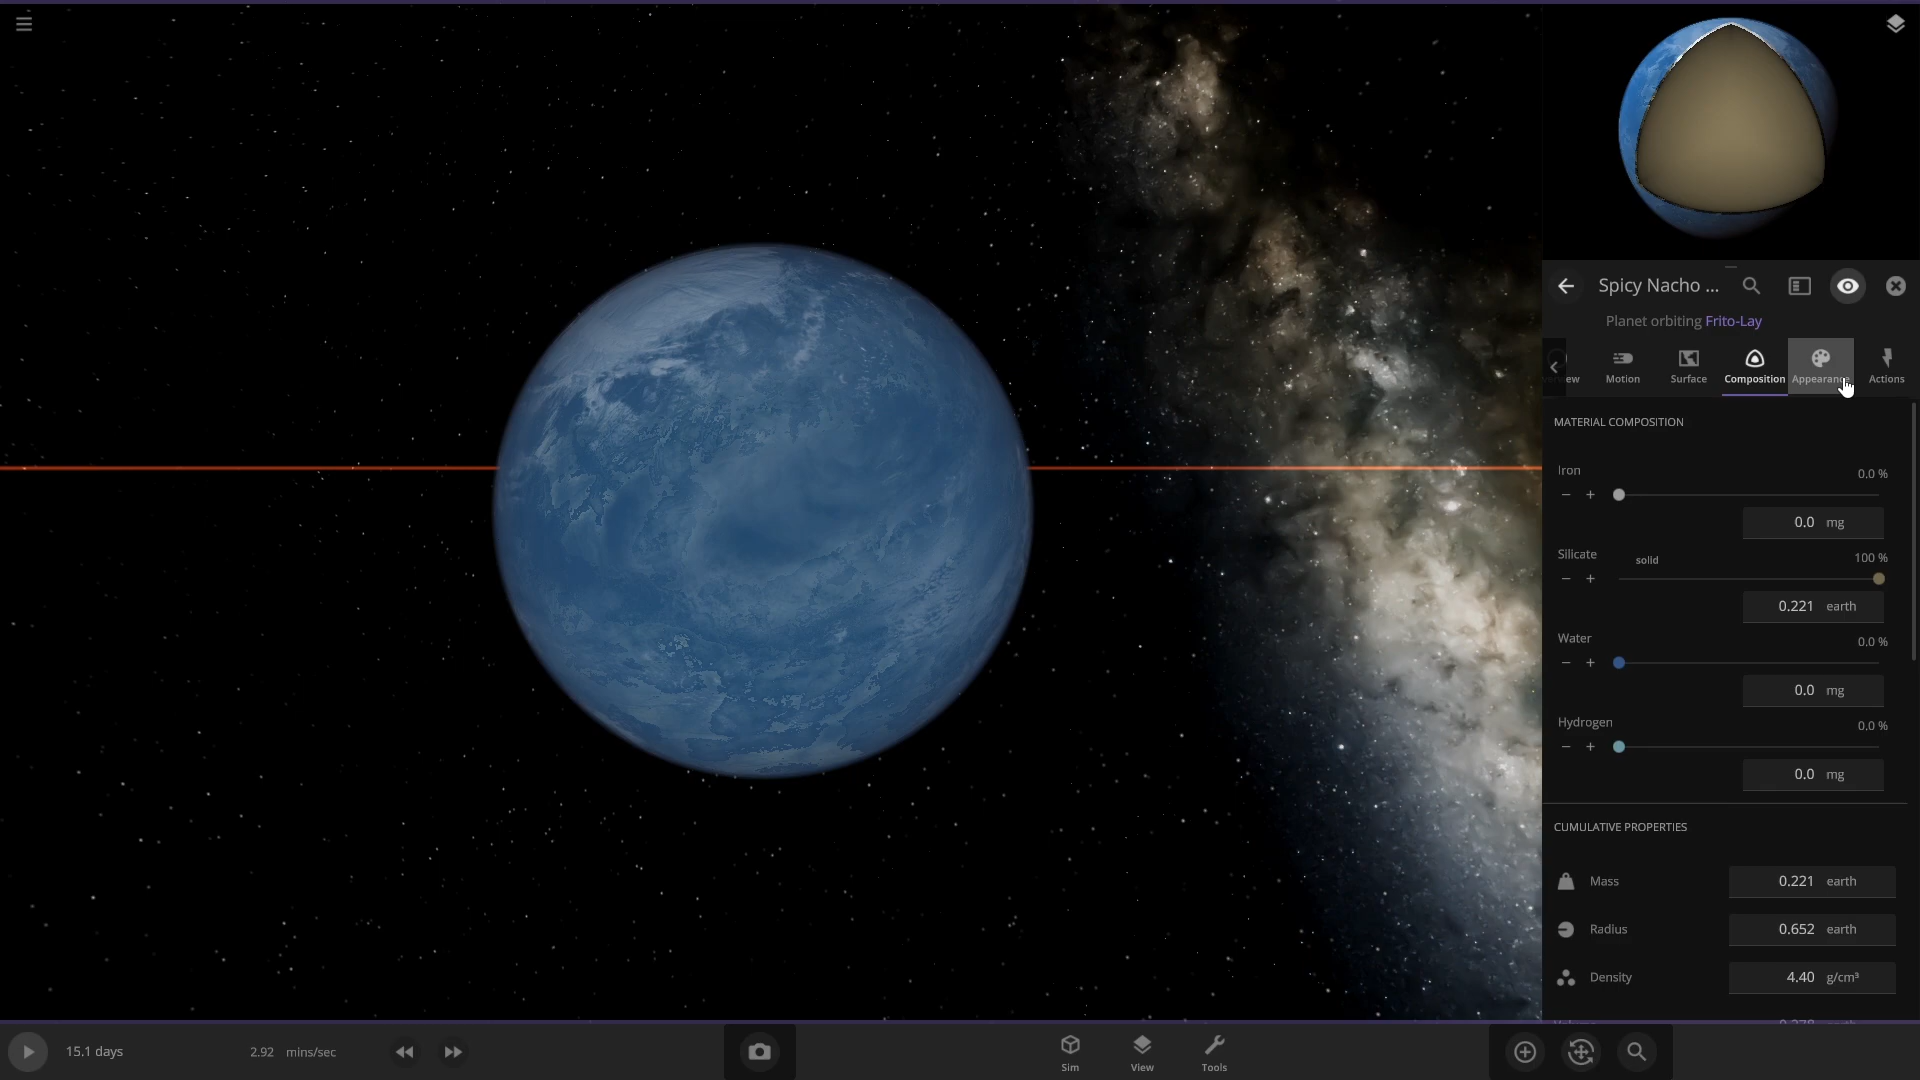 Spicy Nacho ...
Planet orbiting Frito-Lay
Motion
Surface
Composition
Appearance
Actions
MATERIAL COMPOSITION
Iron
0.0 %
0.0 mg
Silicate
solid
100 %
0.221 earth
Water
0.0 %
0.0 mg
Hydrogen
0.0 %
0.0 mg
CUMULATIVE PROPERTIES
Mass 0.221 earth
Radius 0.652 earth
Density 4.40 g/cm³
15.1 days
2.92 mins/sec
Sim
View
Tools